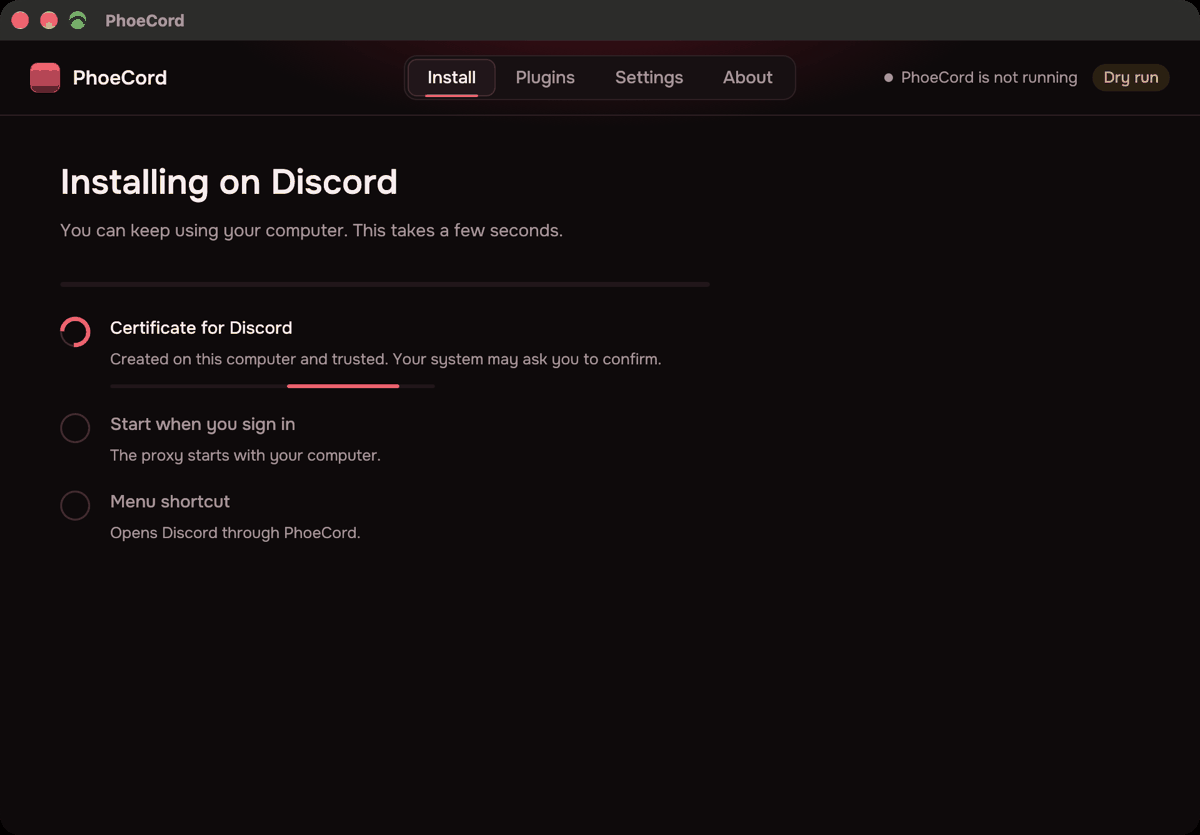 PhoeCord
PhoeCord
Install
Plugins
Settings
About
PhoeCord is not running
Dry run
Installing on Discord
You can keep using your computer. This takes a few seconds.
Certificate for Discord
Created on this computer and trusted. Your system may ask you to confirm.
Start when you sign in
The proxy starts with your computer.
Menu shortcut
Opens Discord through PhoeCord.